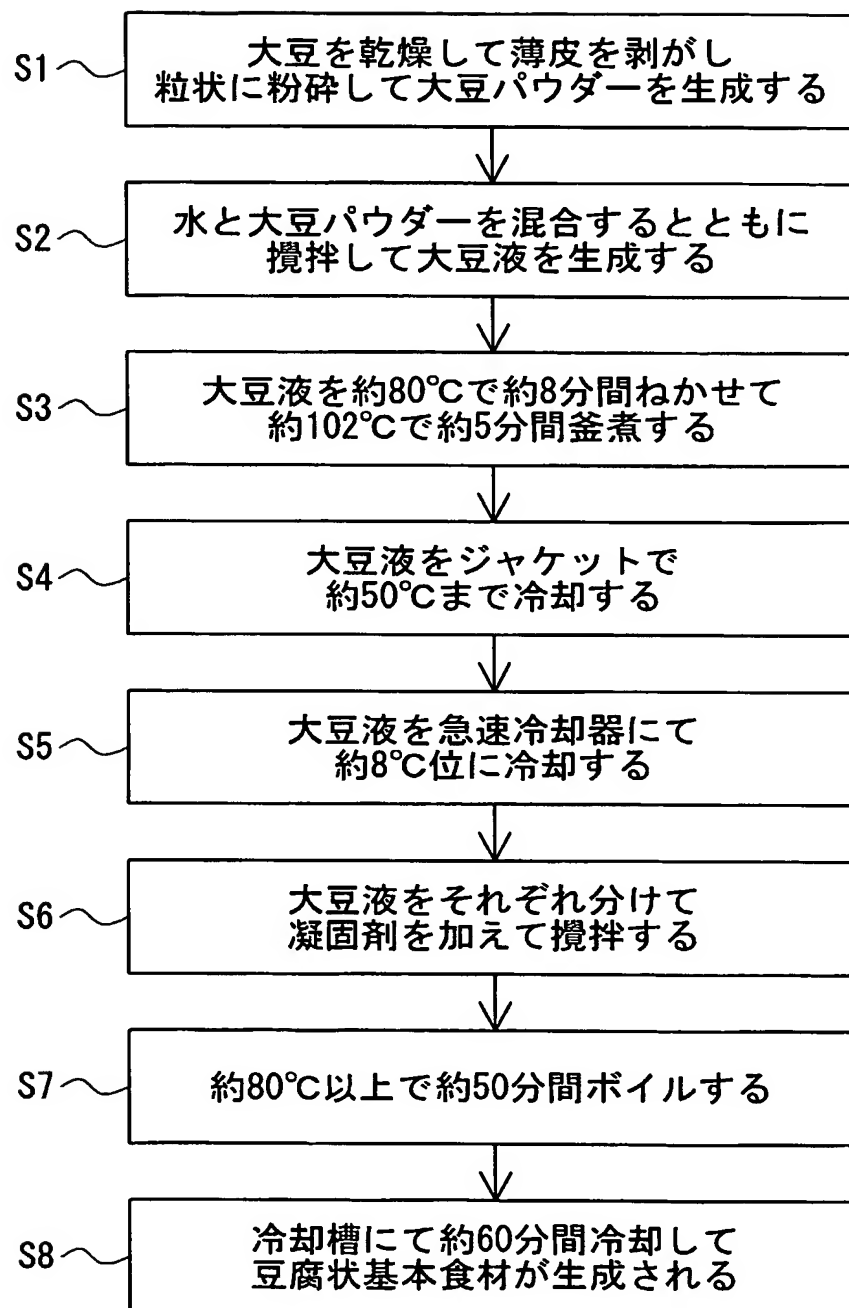 S1
大豆を乾燥して薄皮を剥がし
粒状に粉砕して大豆パウダーを生成する
S2
水と大豆パウダーを混合するとともに
攪拌して大豆液を生成する
S3
大豆液を約80℃で約8分間ねかせて
約102℃で約5分間釜煮する
S4
大豆液をジャケットで
約50℃まで冷却する
S5
大豆液を急速冷却器にて
約8℃位に冷却する
S6
大豆液をそれぞれ分けて
凝固剤を加えて攪拌する
S7
約80℃以上で約50分間ボイルする
S8
冷却槽にて約60分間冷却して
豆腐状基本食材が生成される